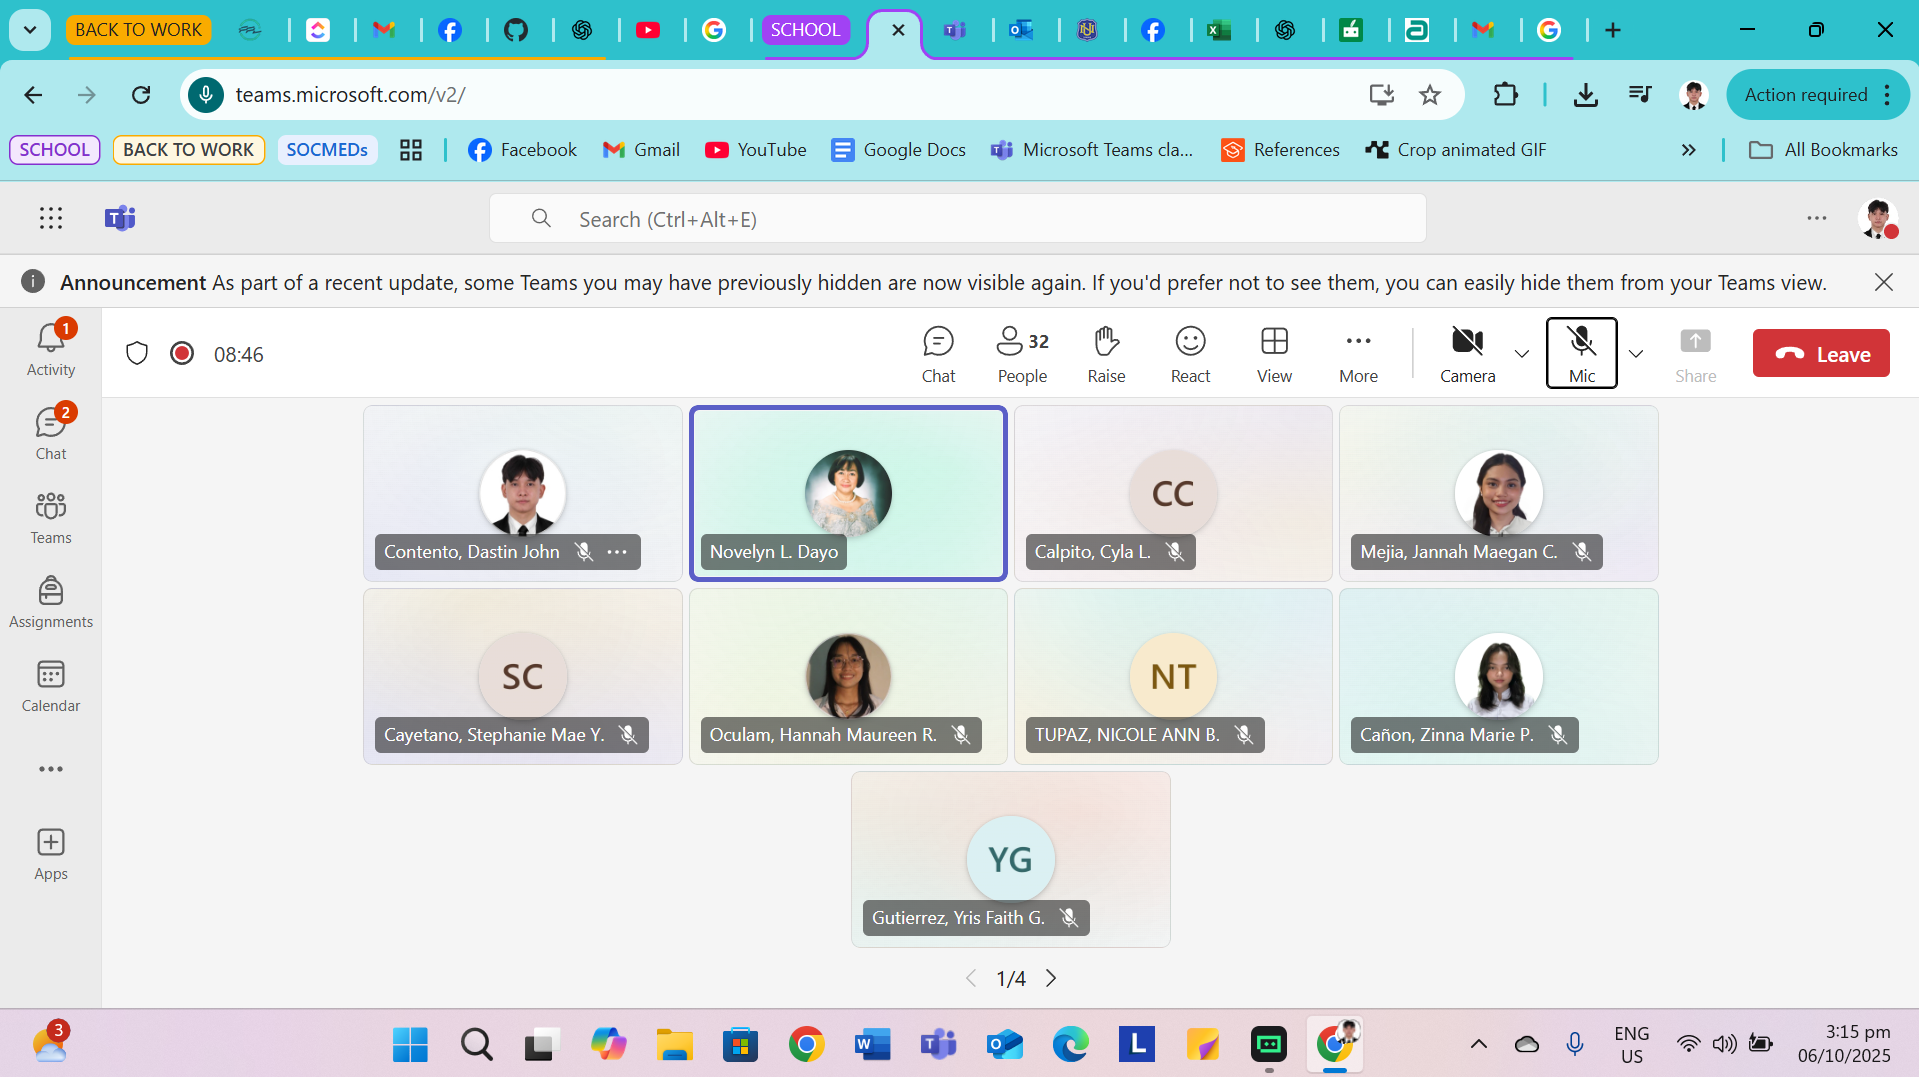 BACK TO WORK
SCHOOL
teams.microsoft.com/v2/
Action required
SCHOOL
BACK TO WORK
SOCMEDs
Facebook
Gmail
YouTube
Google Docs
Microsoft Teams cla...
References
Crop animated GIF
All Bookmarks
Search (Ctrl+Alt+E)
Announcement As part of a recent update, some Teams you may have previously hidden are now visible again. If you'd prefer not to see them, you can easily hide them from your Teams view.
1
Activity
2
Chat
Teams
Assignments
Calendar
Apps
08:46
Chat
32
People
Raise
React
View
More
Camera
Mic
Share
Leave
Contento, Dastin John
Novelyn L. Dayo
CC
Calpito, Cyla L.
Mejia, Jannah Maegan C.
SC
Cayetano, Stephanie Mae Y.
Oculam, Hannah Maureen R.
NT
TUPAZ, NICOLE ANN B.
Cañon, Zinna Marie P.
YG
Gutierrez, Yris Faith G.
1/4
3
ENG
US
3:15 pm
06/10/2025